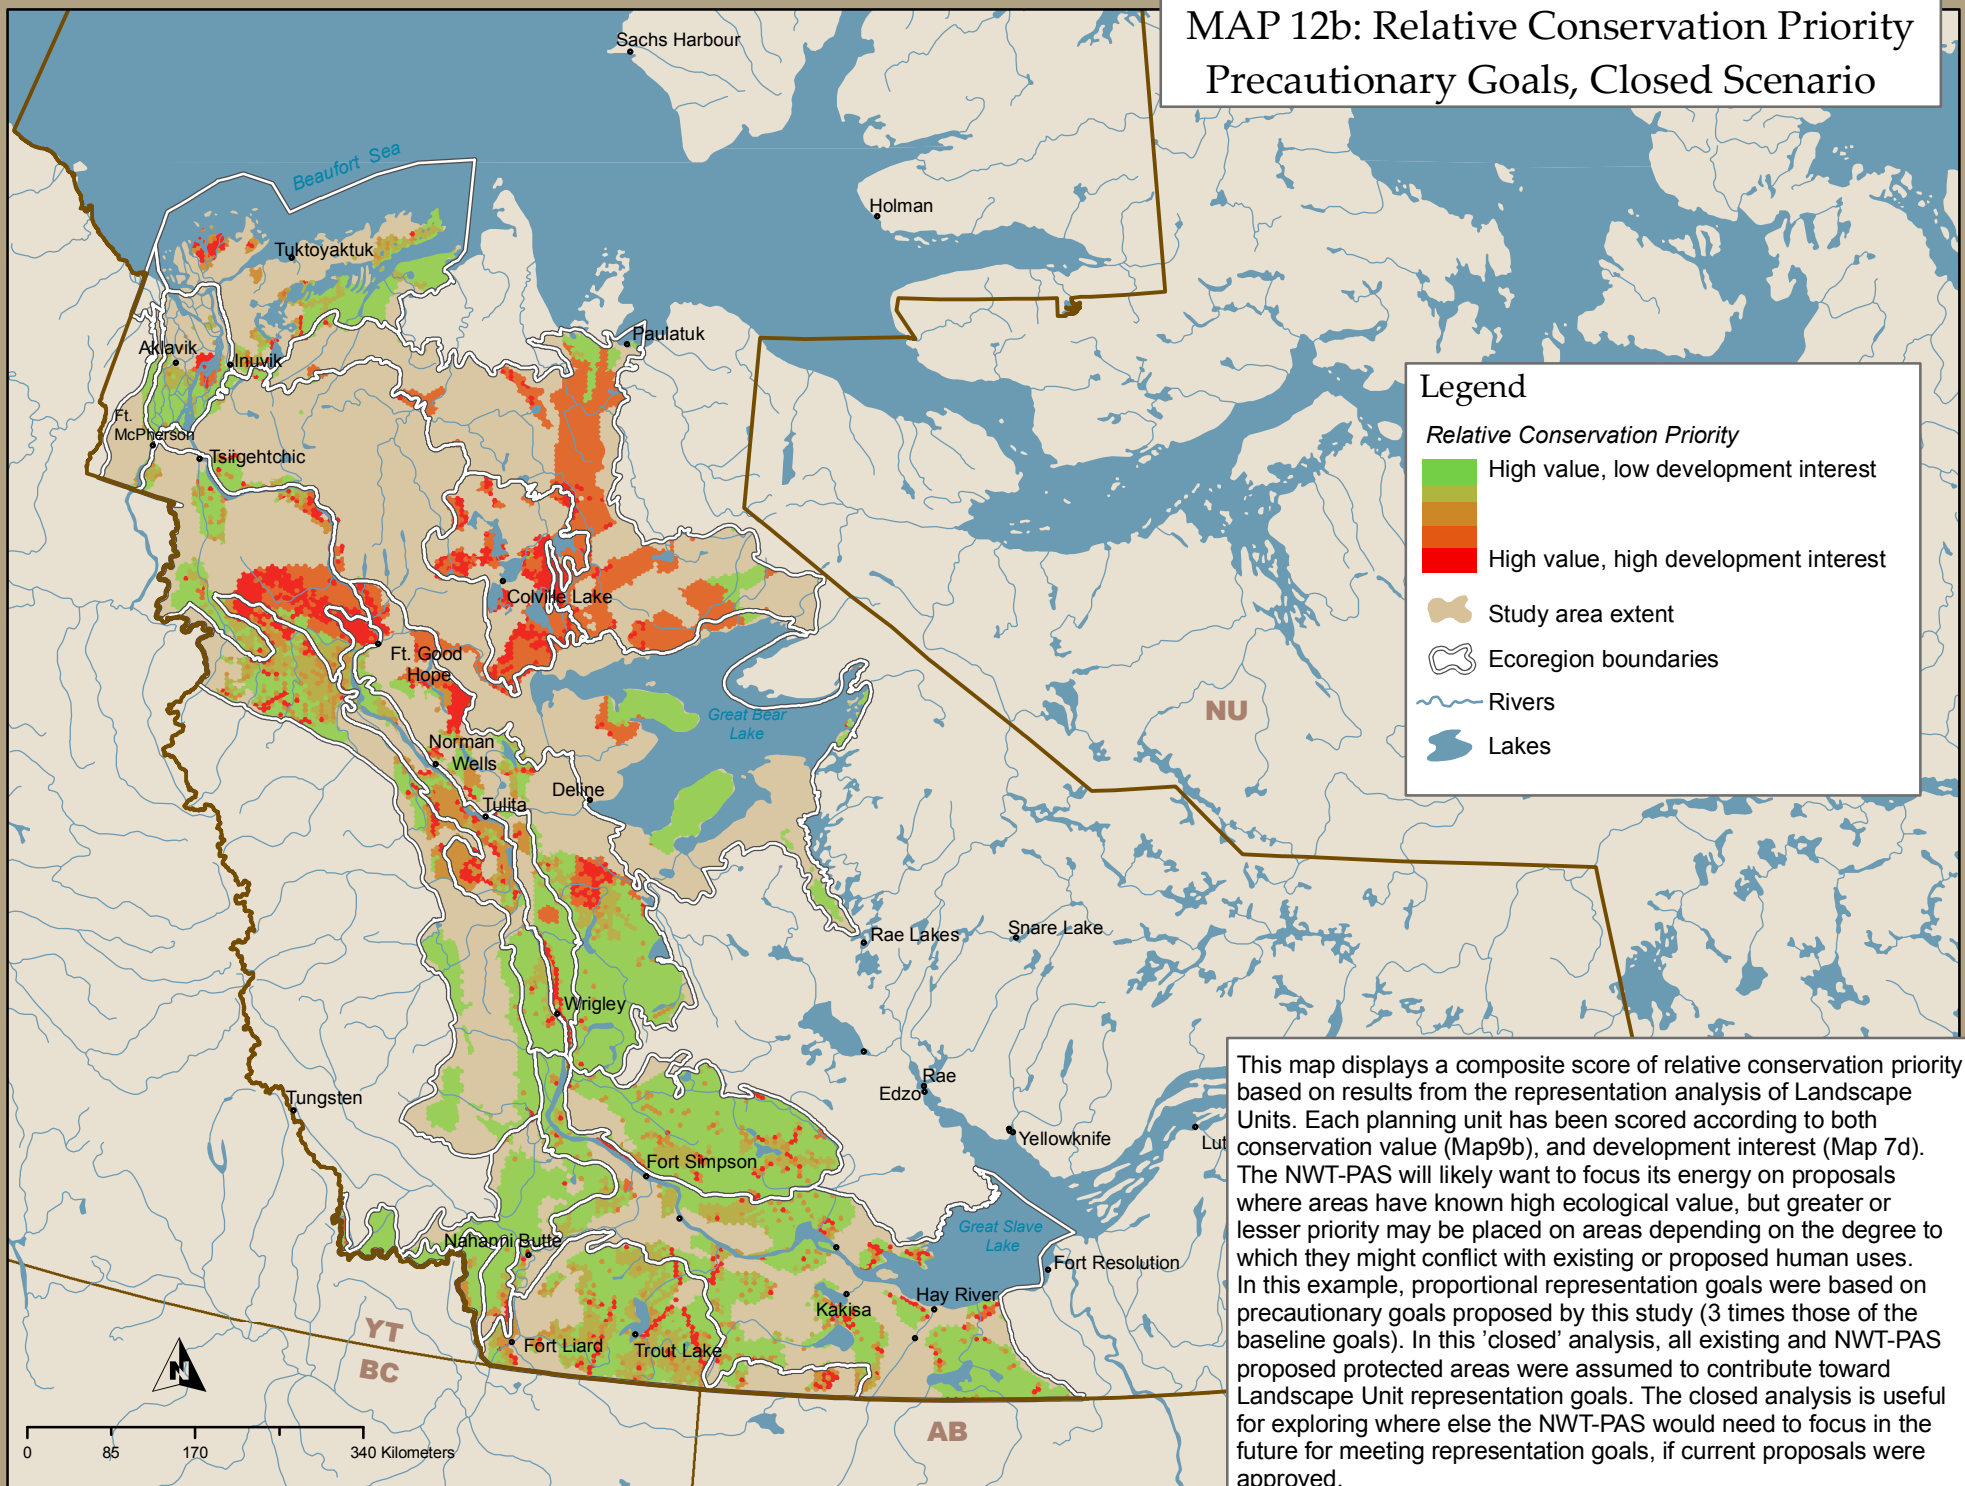 MAP 12b: Relative Conservation Priority
Precautionary Goals, Closed Scenario
Sachs Harbour
Beaufort Sea
Holman
Tuktoyaktuk
Paulatuk
Aklavik
Inuvik
Ft.
McPherson
Tsiigehtchic
Colville Lake
Ft. Good
Hope
Great Bear
Lake
Norman
Wells
Deline
Tulita
NU
Rae Lakes
Snare Lake
Wrigley
Rae
Edzo
Tungsten
Yellowknife
Lut
Fort Simpson
Nahanni Butte
Great Slave
Lake
Fort Resolution
Hay River
Kakisa
Fort Liard
Trout Lake
YT
BC
AB
N
0 85 170 340 Kilometers
Legend
Relative Conservation Priority
High value, low development interest
High value, high development interest
Study area extent
Ecoregion boundaries
Rivers
Lakes
This map displays a composite score of relative conservation priority
based on results from the representation analysis of Landscape
Units. Each planning unit has been scored according to both
conservation value (Map9b), and development interest (Map 7d).
The NWT-PAS will likely want to focus its energy on proposals
where areas have known high ecological value, but greater or
lesser priority may be placed on areas depending on the degree to
which they might conflict with existing or proposed human uses.
In this example, proportional representation goals were based on
precautionary goals proposed by this study (3 times those of the
baseline goals). In this 'closed' analysis, all existing and NWT-PAS
proposed protected areas were assumed to contribute toward
Landscape Unit representation goals. The closed analysis is useful
for exploring where else the NWT-PAS would need to focus in the
future for meeting representation goals, if current proposals were
approved.